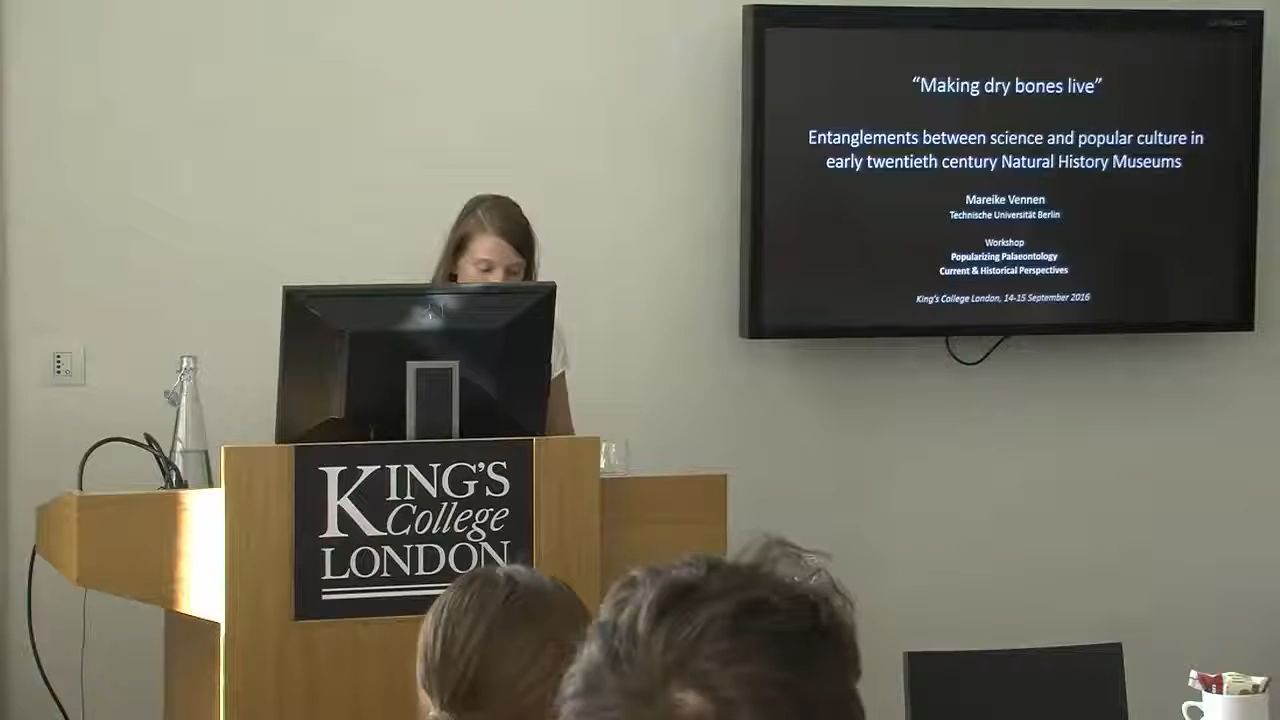 “Making dry bones live”
Entanglements between science and popular culture in
early twentieth century Natural History Museums
Mareike Vennen
Technische Universität Berlin
Workshop
Popularizing Palaeontology
Current & Historical Perspectives
King's College London, 14-15 September 2016
KING'S
College
LONDON